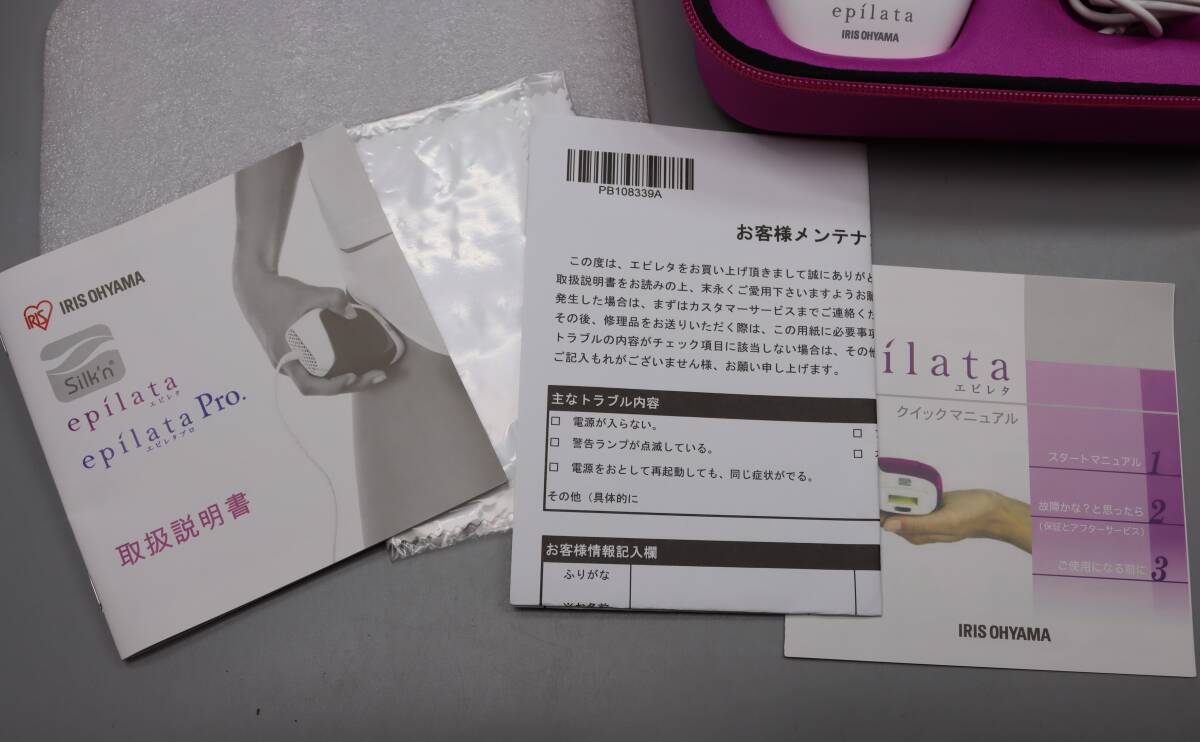 epílata
IRIS OHYAMA
IRIS
IRIS OHYAMA
Silk'n
epílata
エピレタ
epílata Pro.
エピレタプロ
取扱説明書
PB108339A
お客様メンテナ
この度は、エピレタをお買い上げ頂きまして誠にありがと
取扱説明書をお読みの上、末永くご愛用下さいますようお願
発生した場合は、まずはカスタマーサービスまでご連絡くだ
その後、修理品をお送りいただく際は、この用紙に必要事項
トラブルの内容がチェック項目に該当しない場合は、その他
ご記入もれがございません様、お願い申し上げます。
主なトラブル内容
□ 電源が入らない。
□ 警告ランプが点滅している。
□ 電源をおとして再起動しても、同じ症状がでる。
その他（具体的に
お客様情報記入欄
ふりがな
ílata
エピレタ
クイックマニュアル
スタートマニュアル 1
故障かな？と思ったら 2
（保証とアフターサービス）
ご使用になる前に 3
IRIS OHYAMA